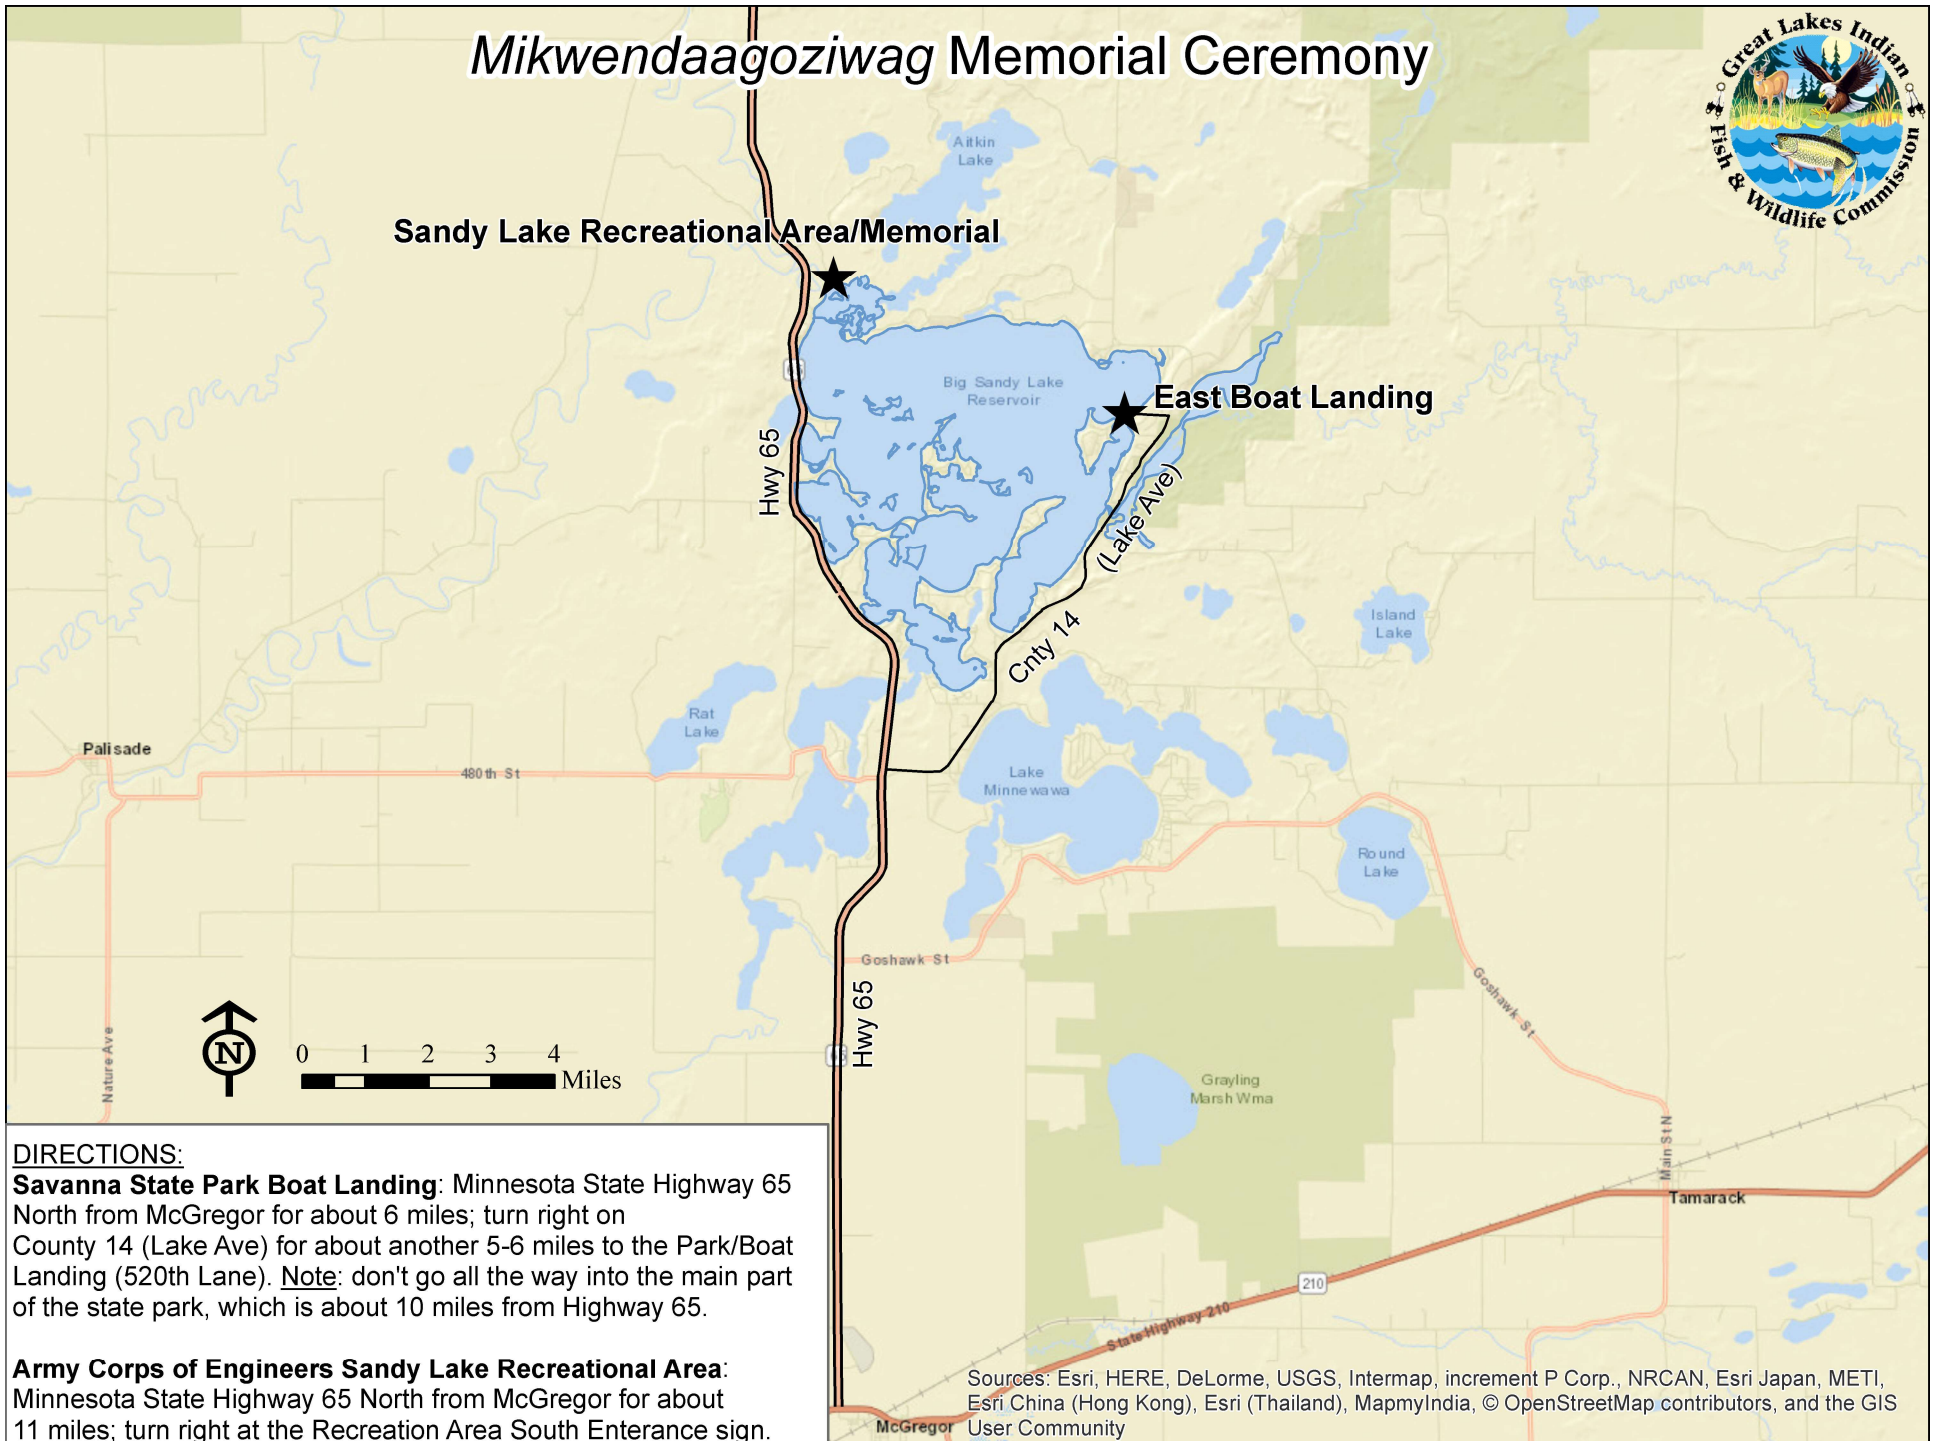 Mikwendaagoziwag Memorial Ceremony
Great Lakes Indian
Fish & Wildlife Commission
Aitkin
Lake
Sandy Lake Recreational Area/Memorial
65
Big Sandy Lake
Reservoir
East Boat Landing
Hwy 65
(Lake Ave)
Cnty 14
Island
Lake
Rat
Lake
Palisade
480th St
Lake
Minnewawa
Round
Lake
Goshawk St
Hwy 65
65
Goshawk St
Nature Ave
N
0 1 2 3 4
Miles
Grayling
Marsh Wma
Main St N
Tamarack
210
State Highway 210
McGregor
DIRECTIONS:
Savanna State Park Boat Landing: Minnesota State Highway 65
North from McGregor for about 6 miles; turn right on
County 14 (Lake Ave) for about another 5-6 miles to the Park/Boat
Landing (520th Lane). Note: don't go all the way into the main part
of the state park, which is about 10 miles from Highway 65.
Army Corps of Engineers Sandy Lake Recreational Area:
Minnesota State Highway 65 North from McGregor for about
11 miles; turn right at the Recreation Area South Enterance sign.
Sources: Esri, HERE, DeLorme, USGS, Intermap, increment P Corp., NRCAN, Esri Japan, METI,
Esri China (Hong Kong), Esri (Thailand), MapmyIndia, © OpenStreetMap contributors, and the GIS
User Community